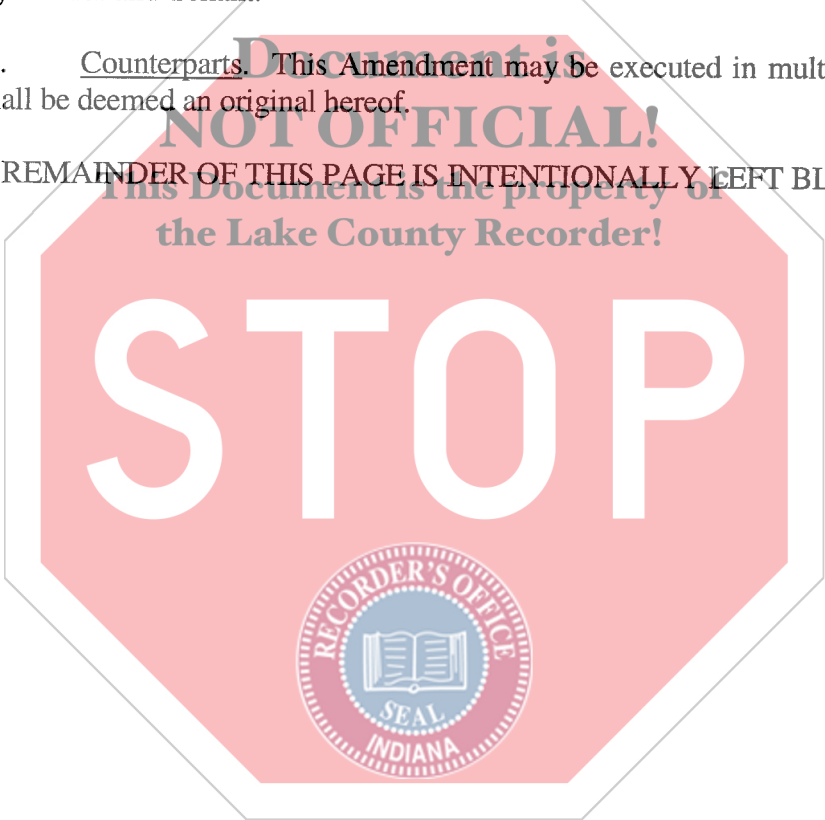 . Counterparts. This Amendment may be executed in mult
all be deemed an original hereof.
REMAINDER OF THIS PAGE IS INTENTIONALLY LEFT BL
Document is
NOT OFFICIAL!
This Document is the property of
the Lake County Recorder!
STOP
RECORDER'S OFFICE
SEAL
INDIANA